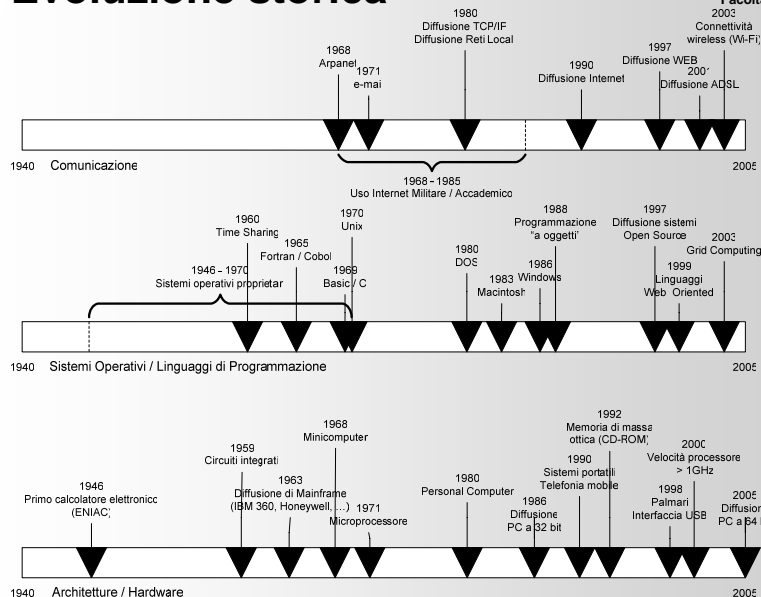 Evoluzione storica
1968
Arpanet
1971
e-mai
1980
Diffusione TCP/IF
Diffusione Reti Local
1990
Diffusione Internet
1997
Diffusione WEB
2001
Diffusione ADSL
2003
Connettività
wireless (Wi-Fi)
1940 Comunicazione 2005
1968 – 1985
Uso Internet Militare / Accademico
1946 – 1970
Sistemi operativi proprietar
1960
Time Sharing
1965
Fortran / Cobol
1969
Basic / C
1970
Unix
1980
DOS
1983
Macintosh
1986
Windows
1988
Programmazione
"a oggetti"
1997
Diffusione sistemi
Open Source
1999
Linguaggi
Web Oriented
2003
Grid Computing
1940 Sistemi Operativi / Linguaggi di Programmazione 2005
1946
Primo calcolatore elettronico
(ENIAC)
1959
Circuiti integrati
1963
Diffusione di Mainframe
(IBM 360, Honeywell, ...)
1968
Minicomputer
1971
Microprocessore
1980
Personal Computer
1986
Diffusione
PC a 32 bit
1990
Sistemi portatili
Telefonia mobile
1992
Memoria di massa
ottica (CD-ROM)
1998
Palmari
Interfaccia USB
2000
Velocità processore
> 1GHz
2005
Diffusion
PC a 64
1940 Architetture / Hardware 2005